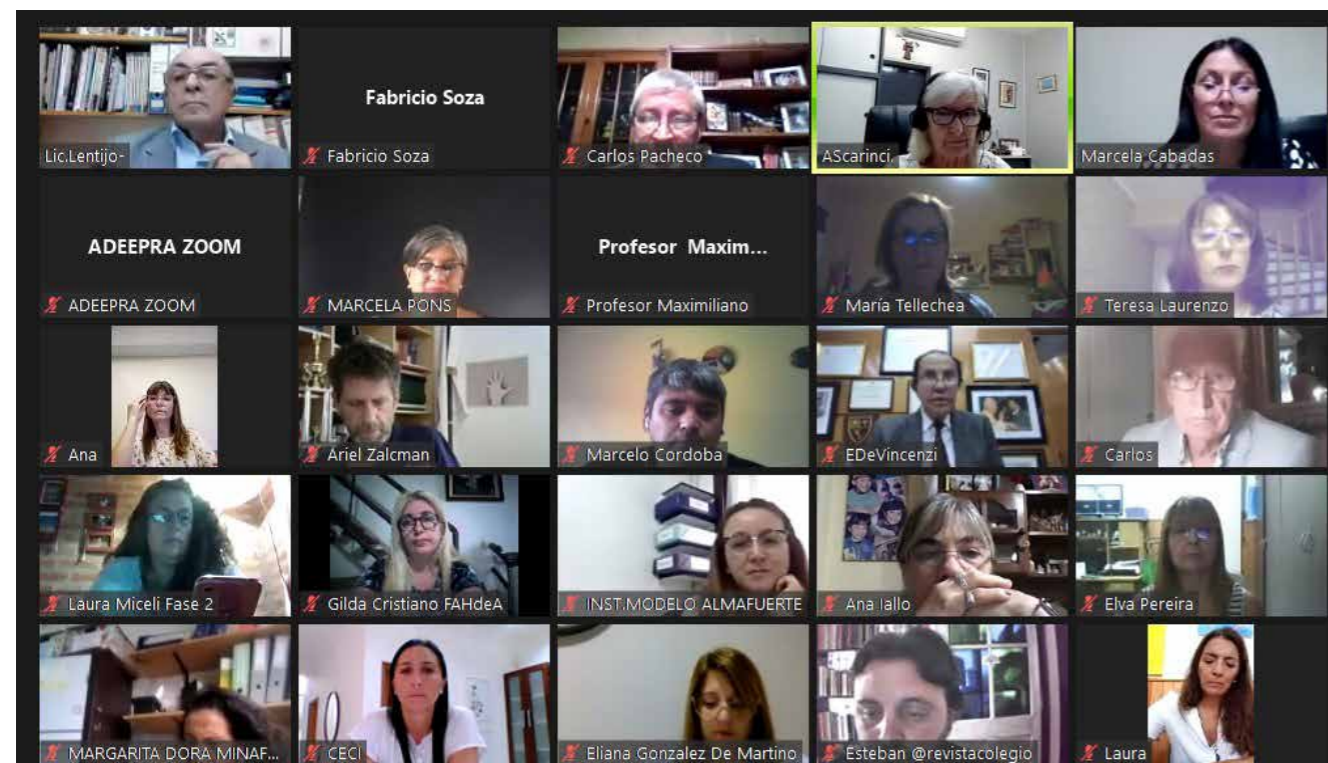 Lic.Lentijo-
Fabricio Soza
Fabricio Soza
Carlos Pacheco
AScarinci.
Marcela Cabadas
ADEEPRA ZOOM
ADEEPRA ZOOM
MARCELA PONS
Profesor Maxim...
Profesor Maximiliano
María Tellechea
Teresa Laurenzo
Ana
Ariel Zalcman
Marcelo Cordoba
EDeVincenzi
Carlos
Laura Miceli Fase 2
Gilda Cristiano FAHdeA
INST.MODELO ALMAFUERTE
Ana Iallo
Elva Pereira
MARGARITA DORA MINAF...
CECI
Eliana Gonzalez De Martino
Esteban @revistacolegio
Laura